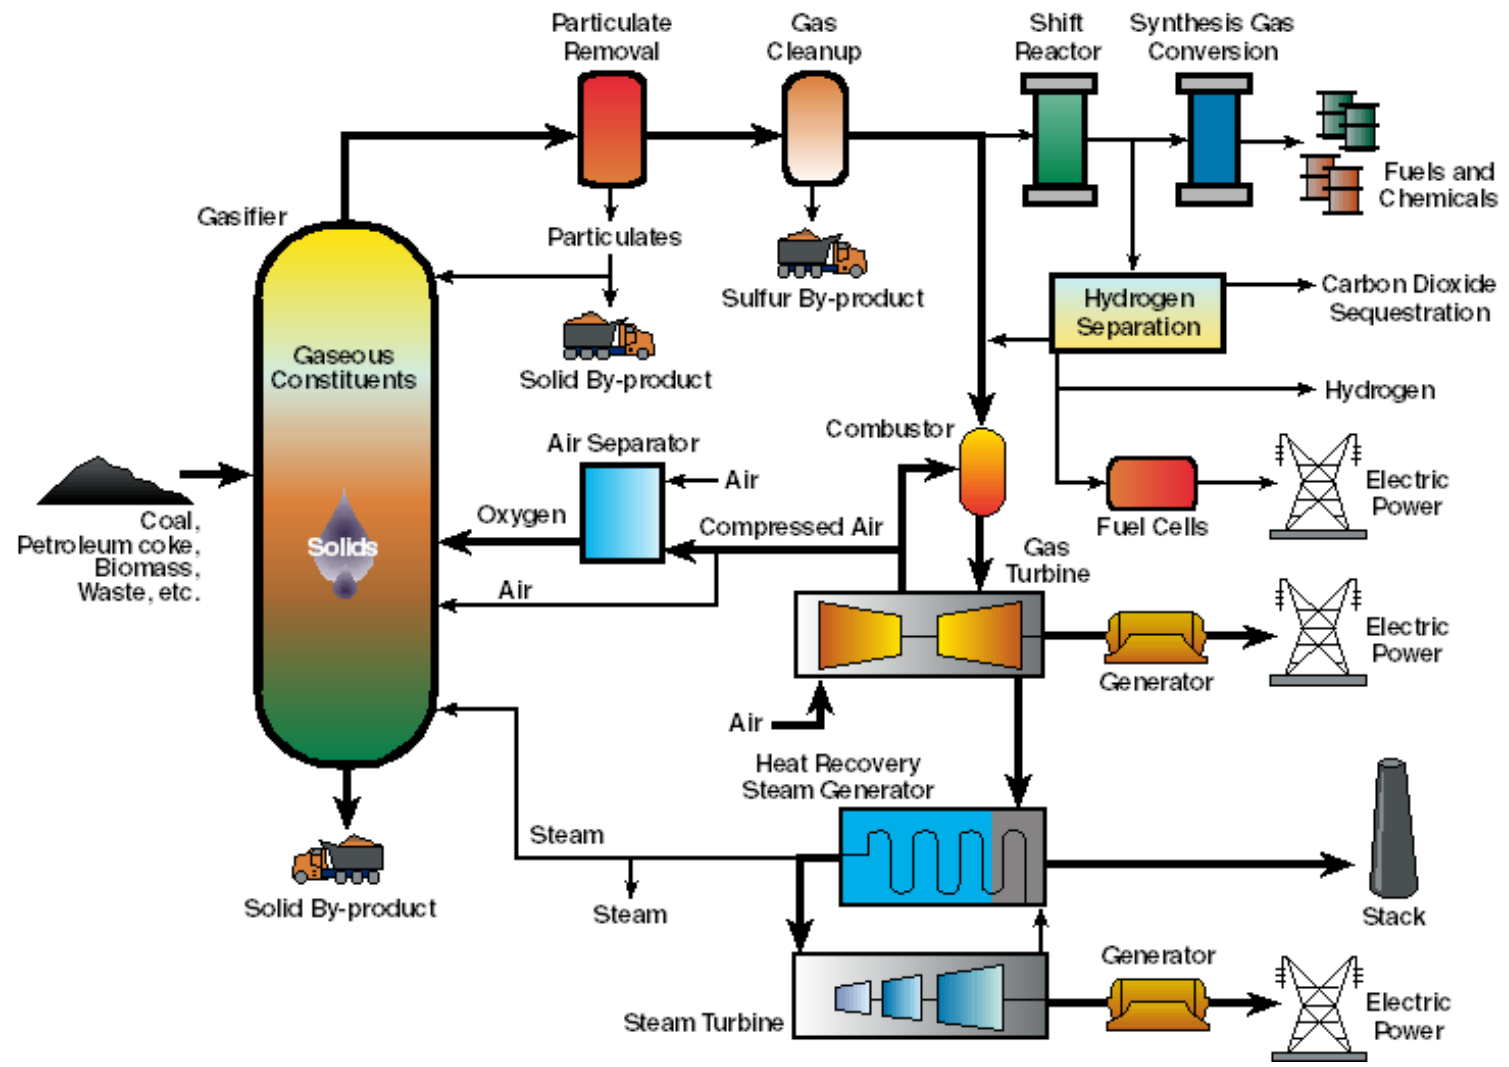 Particulate
Removal
Gas
Cleanup
Shift
Reactor
Synthesis Gas
Conversion
Fuels and
Chemicals
Gasifier
Particulates
Sulfur By-product
Solid By-product
Hydrogen
Separation
Carbon Dioxide
Sequestration
Hydrogen
Gaseous
Constituents
Combustor
Air Separator
Air
Oxygen
Compressed Air
Fuel Cells
Electric
Power
Coal,
Petroleum coke,
Biomass,
Waste, etc.
Solids
Air
Gas
Turbine
Generator
Electric
Power
Air
Heat Recovery
Steam Generator
Steam
Steam
Solid By-product
Stack
Steam Turbine
Generator
Electric
Power